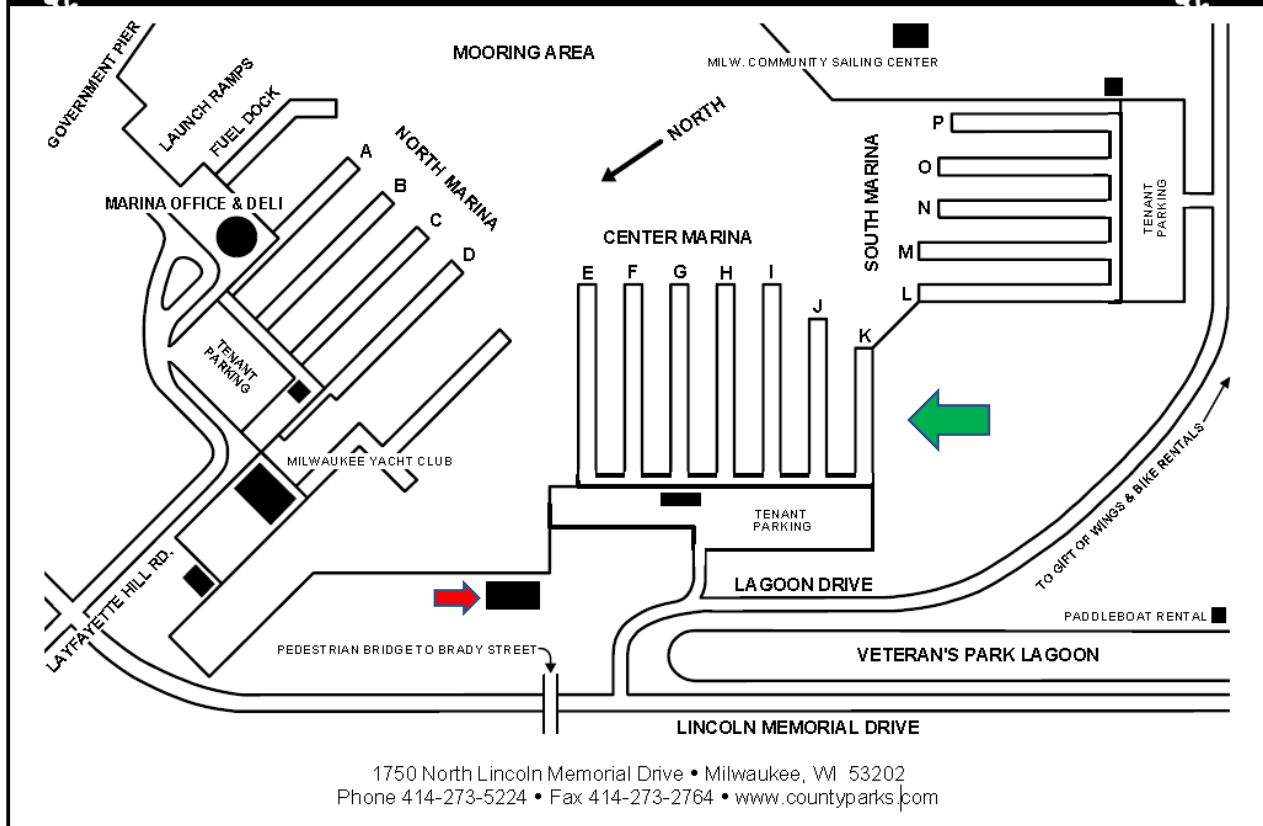 MOORING AREA
MILW. COMMUNITY SAILING CENTER
GOVERNMENT PIER
LAUNCH RAMPS
FUEL DOCK
NORTH
NORTH MARINA
A
B
C
D
MARINA OFFICE & DELI
CENTER MARINA
E
F
G
H
I
J
K
SOUTH MARINA
P
O
N
M
L
TENANT
PARKING
TENANT
PARKING
MILWAUKEE YACHT CLUB
TENANT
PARKING
LAYFAYETTE HILL RD.
LAGOON DRIVE
TO GIFT OF WINGS & BIKE RENTALS
PADDLEBOAT RENTAL
PEDESTRIAN BRIDGE TO BRADY STREET
VETERAN'S PARK LAGOON
LINCOLN MEMORIAL DRIVE
1750 North Lincoln Memorial Drive • Milwaukee, WI 53202
Phone 414-273-5224 • Fax 414-273-2764 • www.countyparks.com